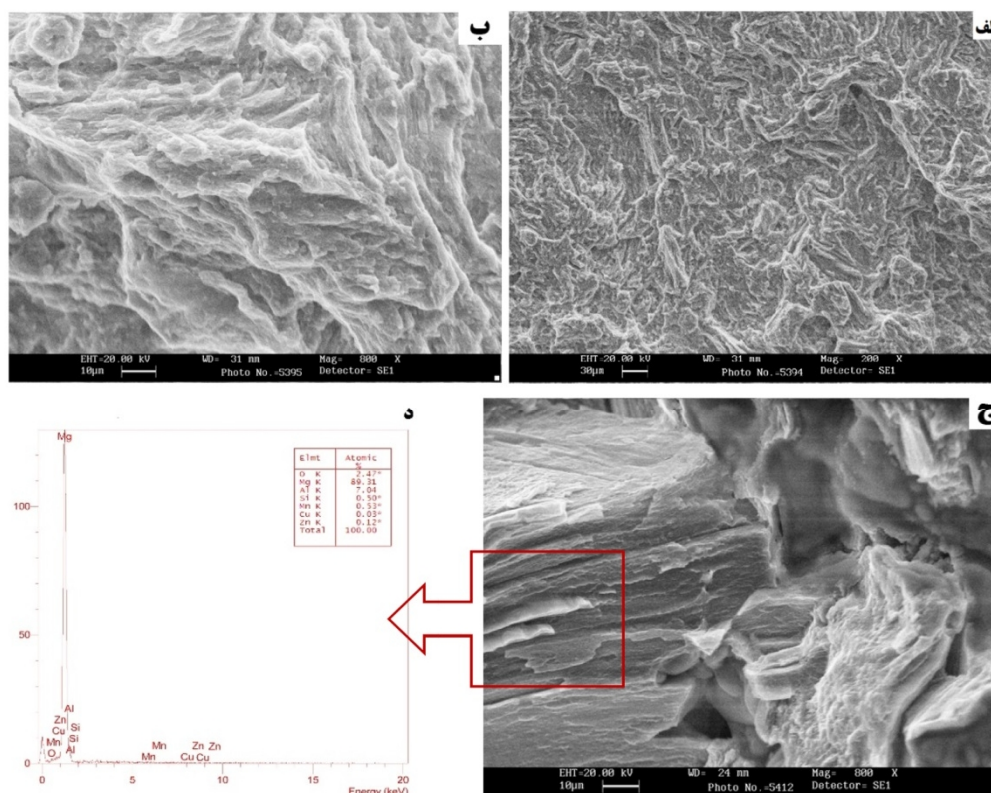 ب
لف
EHT=20.00 kV WD= 31 mm Mag= 800 X
10µm Photo No.=5395 Detector= SE1
EHT=20.00 kV WD= 31 mm Mag= 200 X
30µm Photo No.=5394 Detector= SE1
د
ج
Mg
Elmt Atomic
%
O K 2.47*
Mg K 89.31
Al K 7.04
Si K 0.50*
Mn K 0.53*
Cu K 0.03*
Zn K 0.12*
Total 100.00
100
50
Al
Zn
Si
Cu
Si
Mn
Mn
Zn
Zn
O
Al
Mn
Cu
Cu
0
0
5
10
15
20
Energy (keV)
EHT=20.00 kV WD= 24 mm Mag= 800 X
10µm Photo No.=5412 Detector= SE1